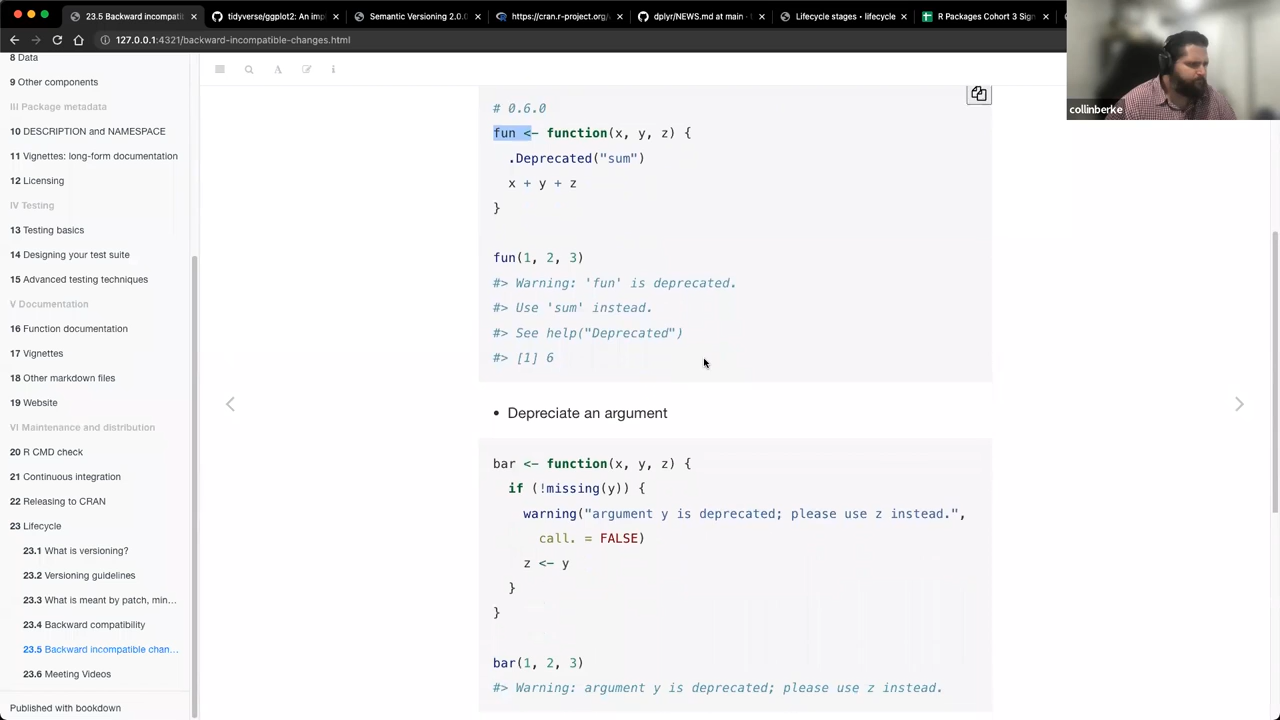 23.5 Backward incompatib
tidyverse/ggplot2: An imp
Semantic Versioning 2.0.0
https://cran.r-project.org/
dplyr/NEWS.md at main ·
Lifecycle stages • lifecycle
R Packages Cohort 3 Sign
127.0.0.1:4321/backward-incompatible-changes.html
collinberke
8 Data
9 Other components
III Package metadata
10 DESCRIPTION and NAMESPACE
11 Vignettes: long-form documentation
12 Licensing
IV Testing
13 Testing basics
14 Designing your test suite
15 Advanced testing techniques
V Documentation
16 Function documentation
17 Vignettes
18 Other markdown files
19 Website
VI Maintenance and distribution
20 R CMD check
21 Continuous integration
22 Releasing to CRAN
23 Lifecycle
23.1 What is versioning?
23.2 Versioning guidelines
23.3 What is meant by patch, min…
23.4 Backward compatibility
23.5 Backward incompatible chan…
23.6 Meeting Videos
Published with bookdown
# 0.6.0
fun <- function(x, y, z) {
.Deprecated("sum")
x + y + z
}
fun(1, 2, 3)
#> Warning: 'fun' is deprecated.
#> Use 'sum' instead.
#> See help("Deprecated")
#> [1] 6
• Depreciate an argument
bar <- function(x, y, z) {
if (!missing(y)) {
warning("argument y is deprecated; please use z instead.",
call. = FALSE)
z <- y
}
}
bar(1, 2, 3)
#> Warning: argument y is deprecated; please use z instead.